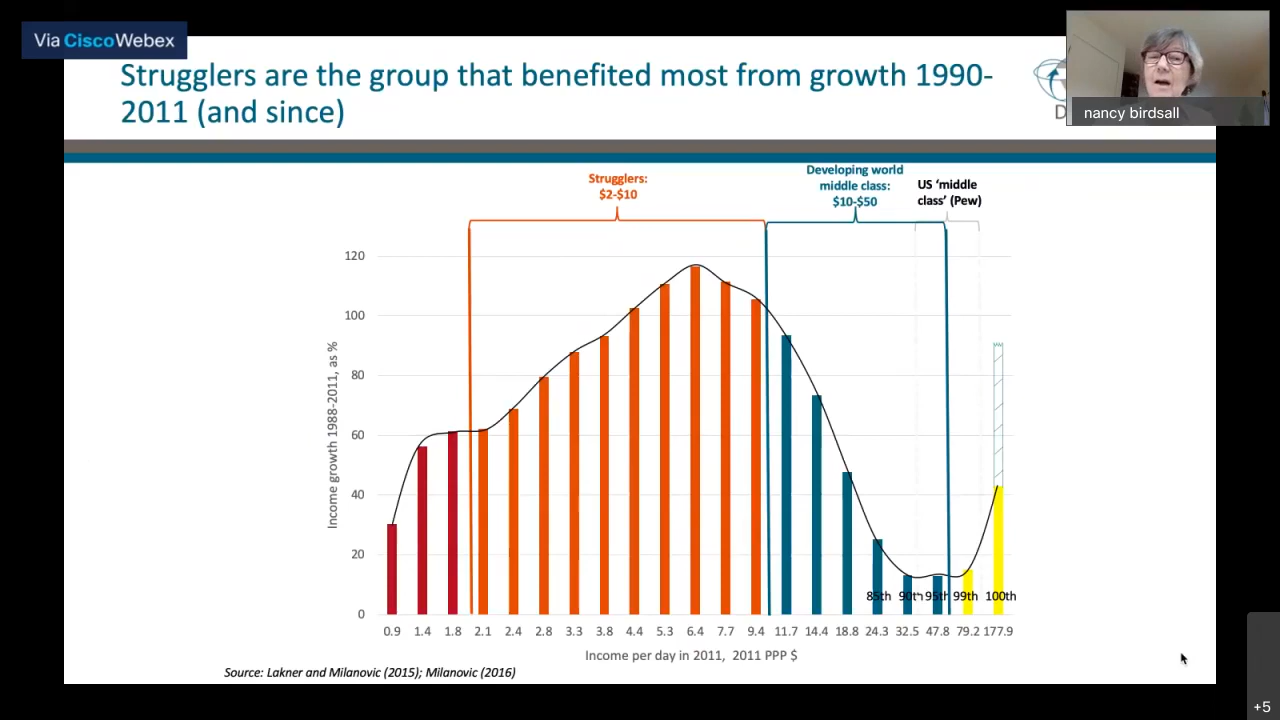 Via CiscoWebex
Strugglers are the group that benefited most from growth 1990-
2011 (and since)
D
nancy birdsall
Strugglers:
$2-$10
Developing world
middle class:
$10-$50
US ‘middle
class’ (Pew)
Income growth 1988-2011, as %
120
100
80
60
40
20
0
85th 90th 95th 99th 100th
0.9 1.4 1.8 2.1 2.4 2.8 3.3 3.8 4.4 5.3 6.4 7.7 9.4 11.7 14.4 18.8 24.3 32.5 47.8 79.2 177.9
Income per day in 2011, 2011 PPP $
Source: Lakner and Milanovic (2015); Milanovic (2016)
+5